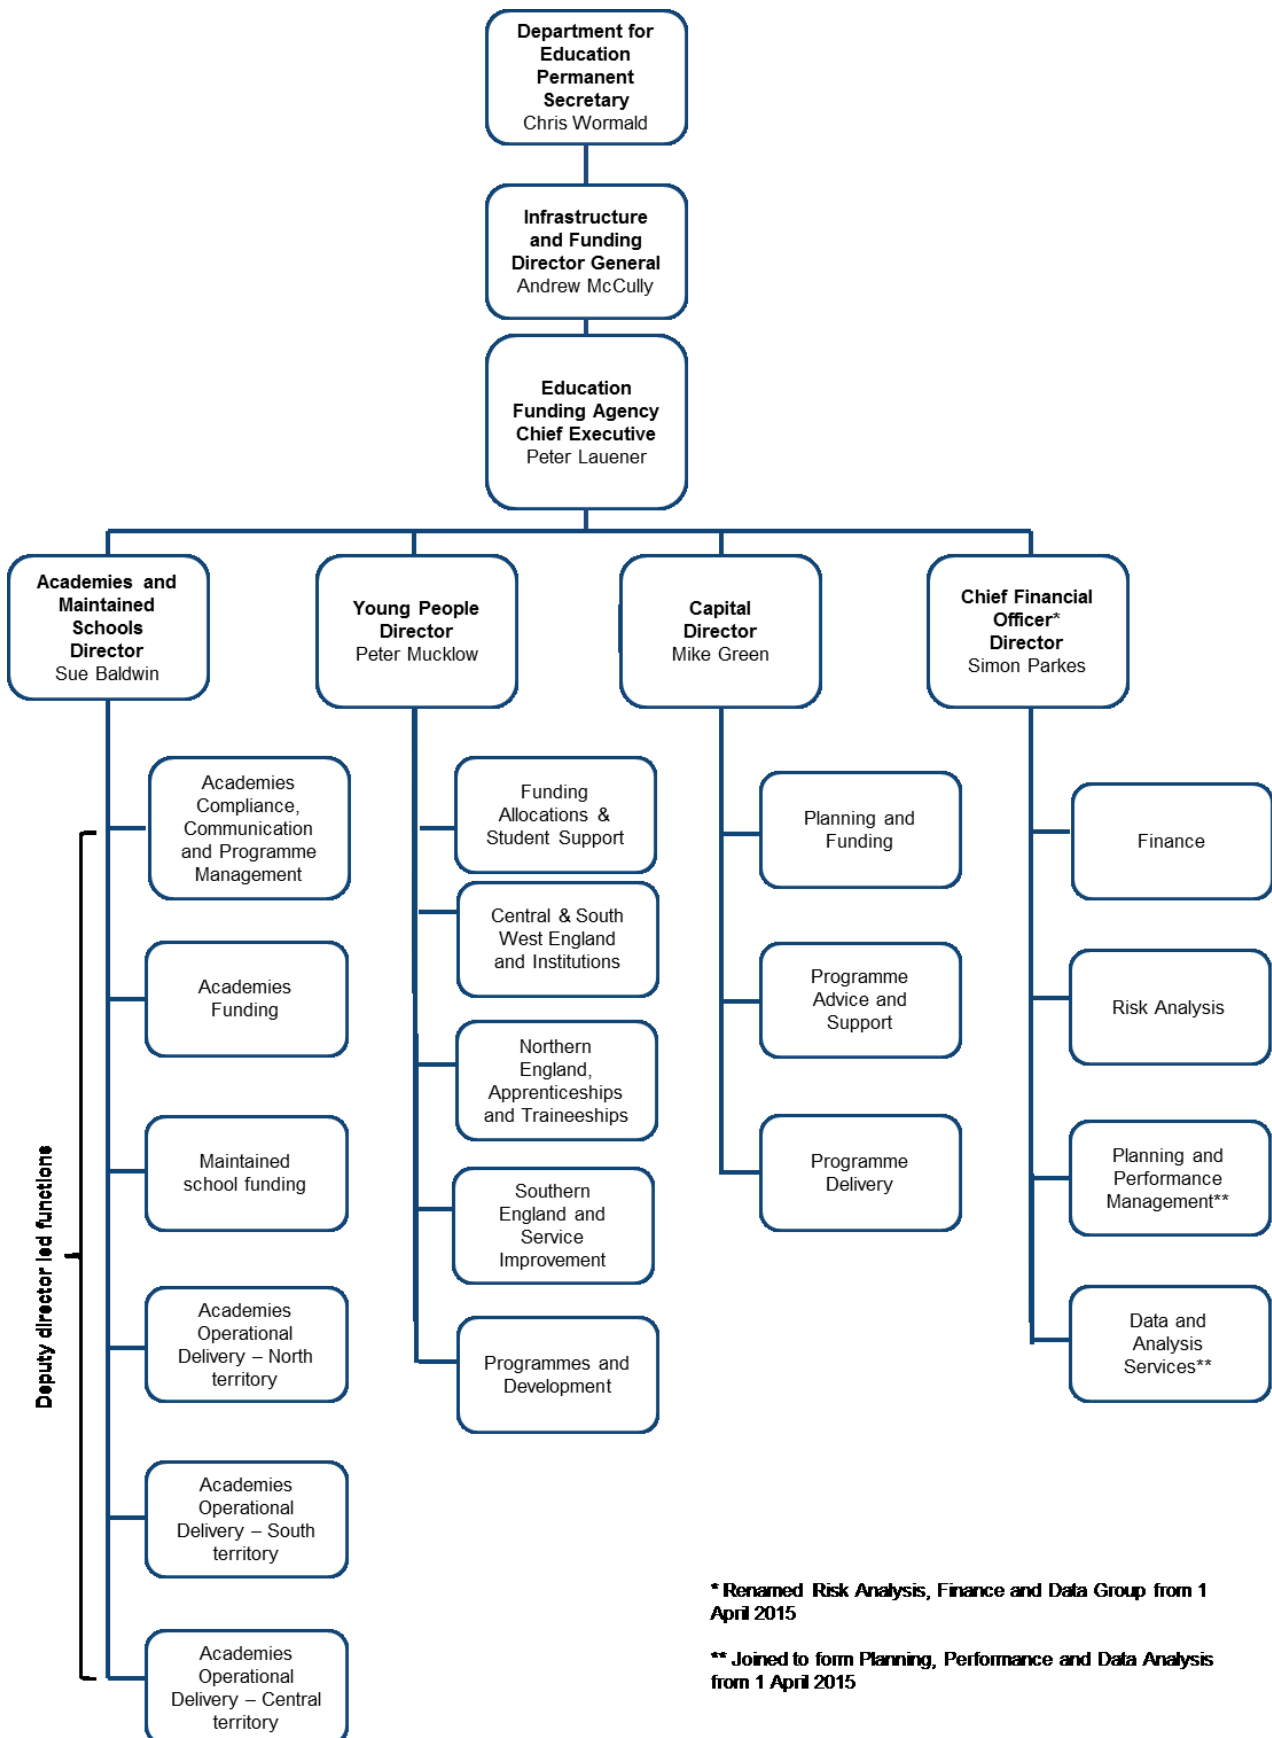 Department for
Education
Permanent
Secretary
Chris Wormald
Infrastructure
and Funding
Director General
Andrew McCully
Education
Funding Agency
Chief Executive
Peter Lauener
Academies and
Maintained
Schools
Director
Sue Baldwin
Young People
Director
Peter Mucklow
Capital
Director
Mike Green
Chief Financial
Officer*
Director
Simon Parkes
Deputy director led functions
Academies
Compliance,
Communication
and Programme
Management
Academies
Funding
Maintained
school funding
Academies
Operational
Delivery – North
territory
Academies
Operational
Delivery – South
territory
Academies
Operational
Delivery – Central
territory
Funding
Allocations &
Student Support
Central & South
West England
and Institutions
Northern
England,
Apprenticeships
and Traineeships
Southern
England and
Service
Improvement
Programmes and
Development
Planning and
Funding
Programme
Advice and
Support
Programme
Delivery
Finance
Risk Analysis
Planning and
Performance
Management**
Data and
Analysis
Services**
* Renamed Risk Analysis, Finance and Data Group from 1
April 2015
** Joined to form Planning, Performance and Data Analysis
from 1 April 2015